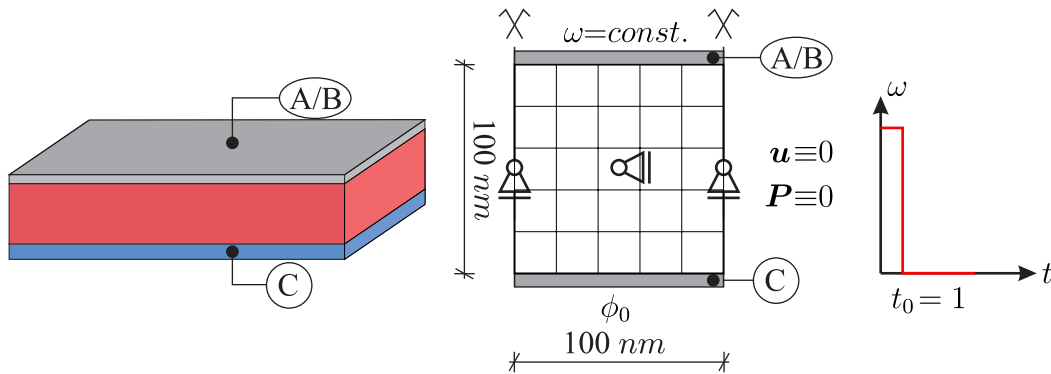 A/B
C
ω=const.
A/B
100 nm
u≡0
P≡0
C
ϕ₀
100 nm
ω
t
t₀ = 1